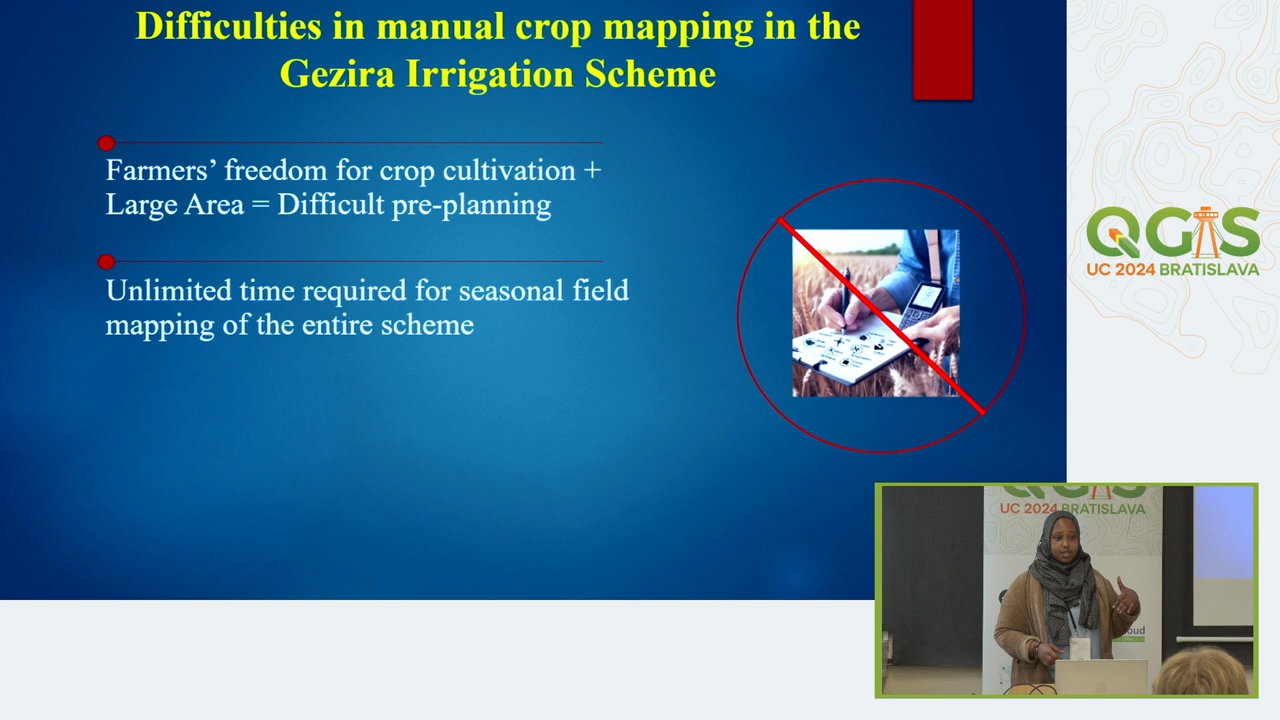 Difficulties in manual crop mapping in the
Gezira Irrigation Scheme
Farmers’ freedom for crop cultivation +
Large Area = Difficult pre-planning
Unlimited time required for seasonal field
mapping of the entire scheme
QGIS
UC 2024 BRATISLAVA
QGIS
UC 2024 BRATISLAVA
oud